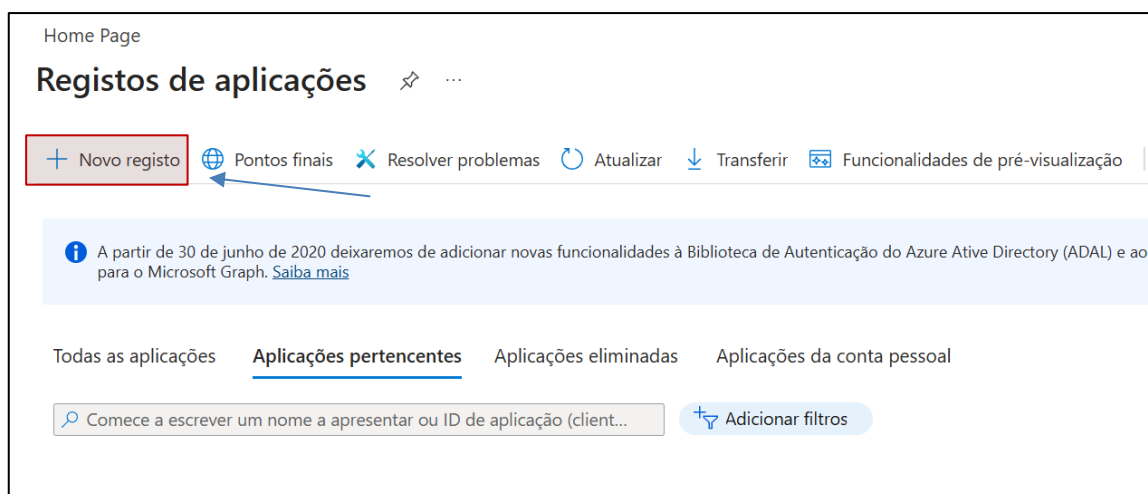 Home Page
Registos de aplicações
Novo registo Pontos finais Resolver problemas Atualizar Transferir Funcionalidades de pré-visualização
A partir de 30 de junho de 2020 deixaremos de adicionar novas funcionalidades à Biblioteca de Autenticação do Azure Ative Directory (ADAL) e ao
para o Microsoft Graph. Saiba mais
Todas as aplicações Aplicações pertencentes Aplicações eliminadas Aplicações da conta pessoal
Comece a escrever um nome a apresentar ou ID de aplicação (client... Adicionar filtros